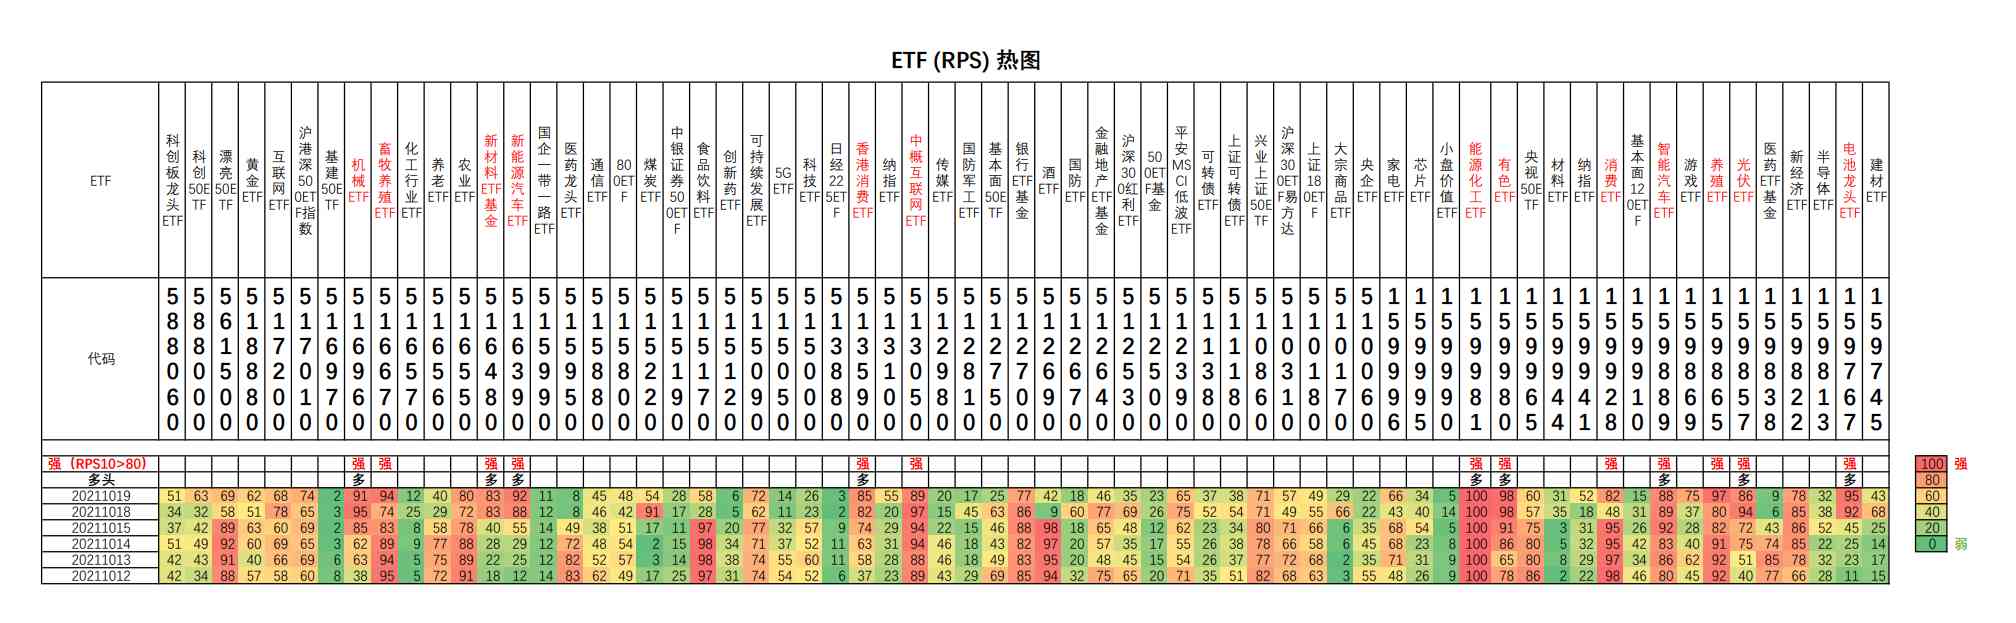 ETF (RPS) 热图
ETF 科创板龙头ETF 科创50ETF 漂亮50ETF 黄金ETF 互联网ETF 沪港深500ETF指数 基建50ETF 机械ETF 畜牧养殖ETF 化工行业ETF 养老ETF 农业ETF 新材料ETF基金 新能源汽车ETF 国企一带一路ETF 医药龙头ETF 通信ETF 800ETF 煤炭ETF 中银证券500ETF 食品饮料ETF 创新药ETF 可持续发展ETF 5GETF 科技ETF 日经225ETF 香港消费ETF 纳指ETF 中概互联网ETF 传媒ETF 国防军工ETF 基本面50ETF 银行ETF基金 酒ETF 国防ETF 金融地产ETF基金 沪深300红利ETF 500ETF基金 平安MSCI低波ETF 可转债ETF 上证可转债ETF 兴业上证50ETF 沪深300ETF易方达 上证180ETF 大宗商品ETF 央企ETF 家电ETF 芯片ETF 小盘价值ETF 能源化工ETF 有色ETF 央视50ETF 材料ETF 纳指ETF 消费ETF 基本面120ETF 智能汽车ETF 游戏ETF 养殖ETF 光伏ETF 医药ETF基金 新经济ETF 半导体ETF 电池龙头ETF 建材ETF
代码 588060 588000 561500 518880 517200 517010 516970 516960 516670 516570 516560 516550 516480 516390 515990 515950 515880 515800 515220 515190 515170 515120 515090 515050 515000 513880 513590 513100 513050 512980 512810 512750 512700 512690 512670 512640 512530 512500 512390 511380 511180 510600 510310 510180 510170 510060 159996 159995 159990 159981 159980 159965 159944 159941 159928 159910 159889 159869 159865 159857 159838 159822 159813 159767 159745
强（RPS10>80） 强 强 强 强 强 强 强 强 强 强 强 强 强
多头 多 多 多 多 多 多 多 多 多 多
20211019 51 63 69 62 68 74 2 91 94 12 40 80 83 92 11 8 45 48 54 28 58 6 72 14 26 3 85 55 89 20 17 25 77 42 18 46 35 23 65 37 38 71 57 49 29 22 66 34 5 100 98 60 31 52 82 15 88 75 97 86 9 78 32 95 43
20211018 34 32 58 51 78 65 3 95 74 25 29 72 83 88 12 8 46 42 91 17 28 5 62 11 23 2 82 20 97 15 45 63 86 9 60 77 69 26 75 52 54 71 49 55 66 22 43 40 14 100 98 57 35 18 48 31 89 37 80 94 6 85 38 92 68
20211015 37 42 89 63 60 69 2 85 83 8 58 78 40 55 14 49 38 51 17 11 97 20 77 32 57 9 74 29 94 22 15 46 88 98 18 65 48 12 62 23 34 80 71 66 6 35 68 54 5 100 91 75 3 31 95 26 92 28 82 72 43 86 52 45 25
20211014 51 49 92 60 69 65 3 62 89 9 77 88 28 29 12 72 48 54 2 15 98 34 71 37 52 11 63 31 94 46 18 43 82 97 20 57 35 17 55 26 38 78 66 58 6 45 68 23 8 100 86 80 5 32 95 42 83 40 91 75 74 85 22 25 14
20211013 42 43 91 40 66 69 6 63 94 5 75 89 22 25 12 82 52 57 3 14 98 38 74 55 60 11 58 28 88 46 18 49 83 95 20 48 45 15 54 26 37 77 72 68 2 35 71 31 9 100 65 80 8 29 97 34 86 62 92 51 85 78 32 23 17
20211012 42 34 88 57 58 60 8 38 95 5 72 91 18 12 14 83 62 49 17 25 97 31 74 54 52 6 37 23 89 43 29 69 85 94 32 75 65 20 71 35 51 82 68 63 3 55 48 26 9 100 78 86 2 22 98 46 80 45 92 40 77 66 28 11 15
100 强
80
60
40
20
0 弱